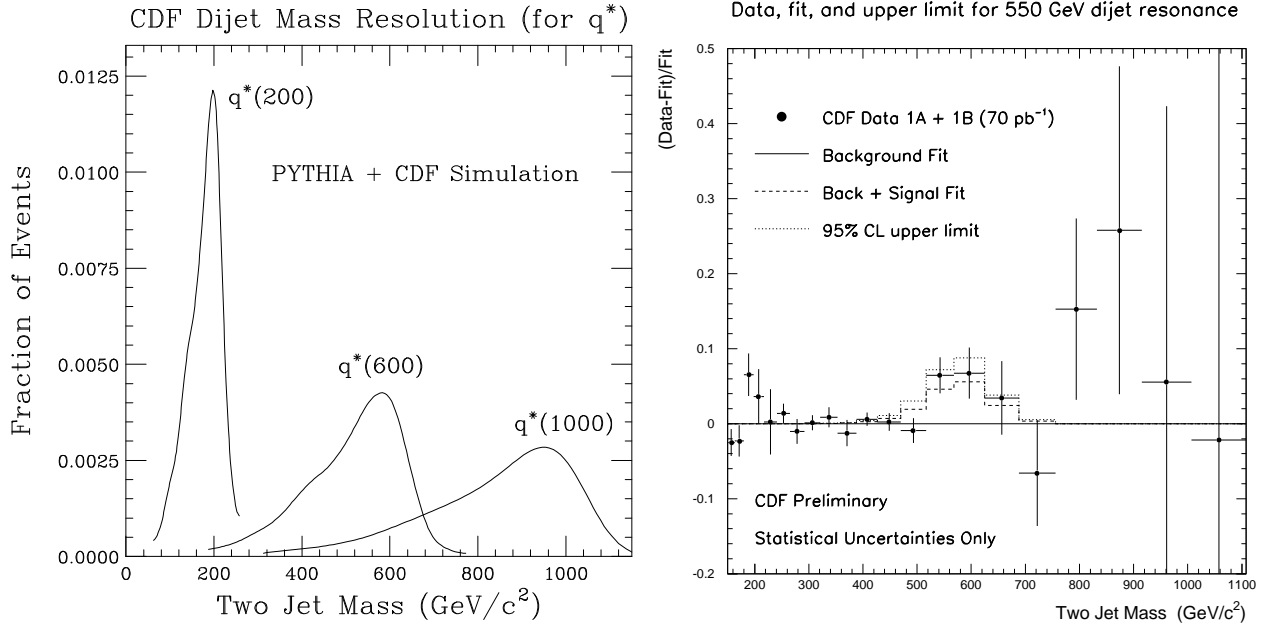 CDF Dijet Mass Resolution (for q*)
0.0125
0.0100
0.0075
0.0050
0.0025
0.0000
Fraction of Events
q*(200)
PYTHIA + CDF Simulation
q*(600)
q*(1000)
0 200 400 600 800 1000
Two Jet Mass (GeV/c²)
Data, fit, and upper limit for 550 GeV dijet resonance
(Data-Fit)/Fit
0.5
0.4
0.3
0.2
0.1
0
-0.1
-0.2
CDF Data 1A + 1B (70 pb⁻¹)
Background Fit
Back + Signal Fit
95% CL upper limit
CDF Preliminary
Statistical Uncertainties Only
200 300 400 500 600 700 800 900 1000 1100
Two Jet Mass (GeV/c²)